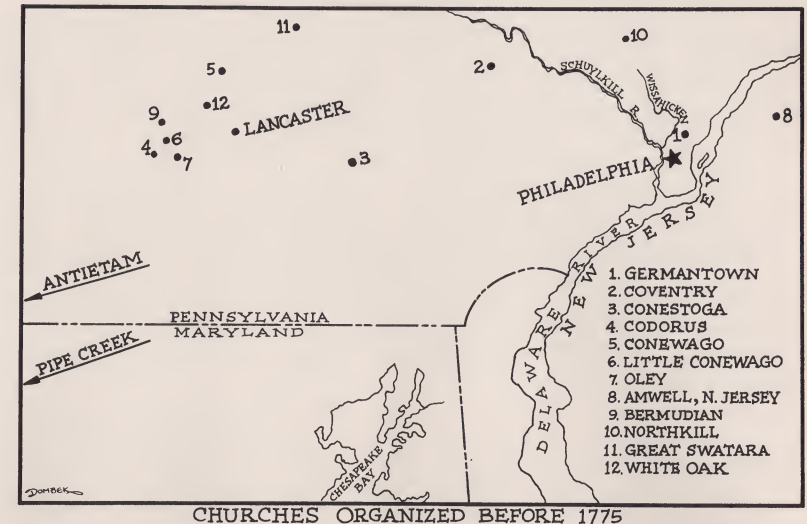 11
10
5
2
SCHUYLKILL R
WISSAHICKEN
12
9
LANCASTER
8
1
6
4
7
3
PHILADELPHIA
ANTIETAM
PENNSYLVANIA
MARYLAND
PIPE CREEK
DELAWARE RIVER
NEW JERSEY
CHESAPEAKE
BAY
1. GERMANTOWN
2. COVENTRY
3. CONESTOGA
4. CODORUS
5. CONEWAGO
6. LITTLE CONEWAGO
7. OLEY
8. AMWELL, N. JERSEY
9. BERMUDIAN
10. NORTHKILL
11. GREAT SWATARA
12. WHITE OAK
DOMBEK
CHURCHES ORGANIZED BEFORE 1775